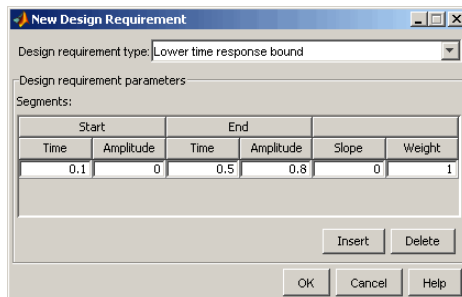 New Design Requirement
Design requirement type: Lower time response bound
Design requirement parameters
Segments:
Start End
Time Amplitude Time Amplitude Slope Weight
0.1 0 0.5 0.8 0 1
Insert Delete
OK Cancel Help